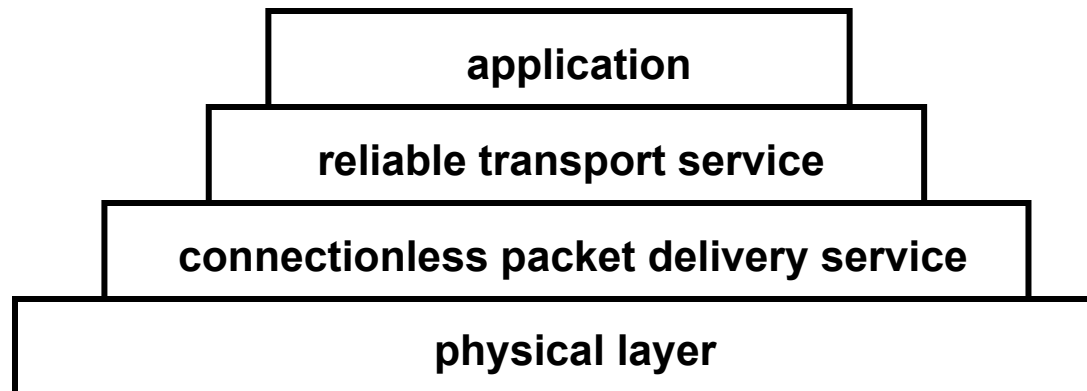 application
reliable transport service
connectionless packet delivery service
physical layer